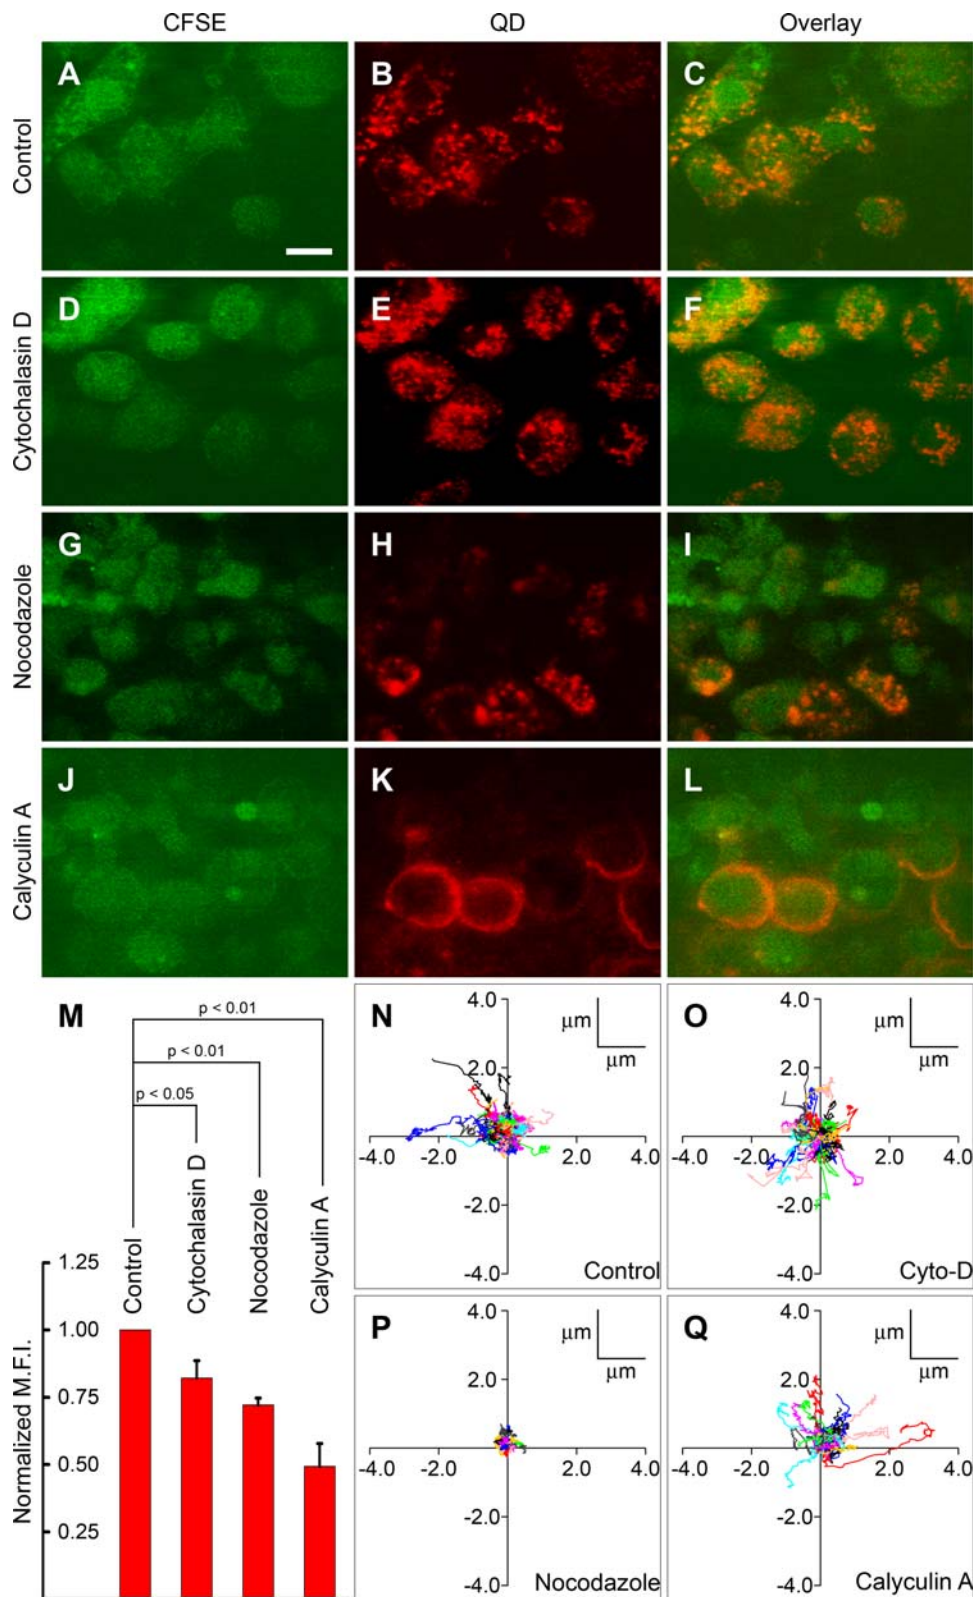 CFSE QD Overlay
Control
A B C
Cytochalasin D
D E F
Nocodazole
G H I
Calyculin A
J K L
M
p < 0.01
p < 0.01
p < 0.05
Control
Cytochalasin D
Nocodazole
Calyculin A
Normalized M.F.I.
1.25
1.00
0.75
0.50
0.25
N
4.0
μm
μm
2.0
-4.0 -2.0 2.0 4.0
-2.0
-4.0
Control
O
4.0
μm
μm
2.0
-4.0 -2.0 2.0 4.0
-2.0
-4.0
Cyto-D
P
4.0
μm
μm
2.0
-4.0 -2.0 2.0 4.0
-2.0
-4.0
Nocodazole
Q
4.0
μm
μm
2.0
-4.0 -2.0 2.0 4.0
-2.0
-4.0
Calyculin A